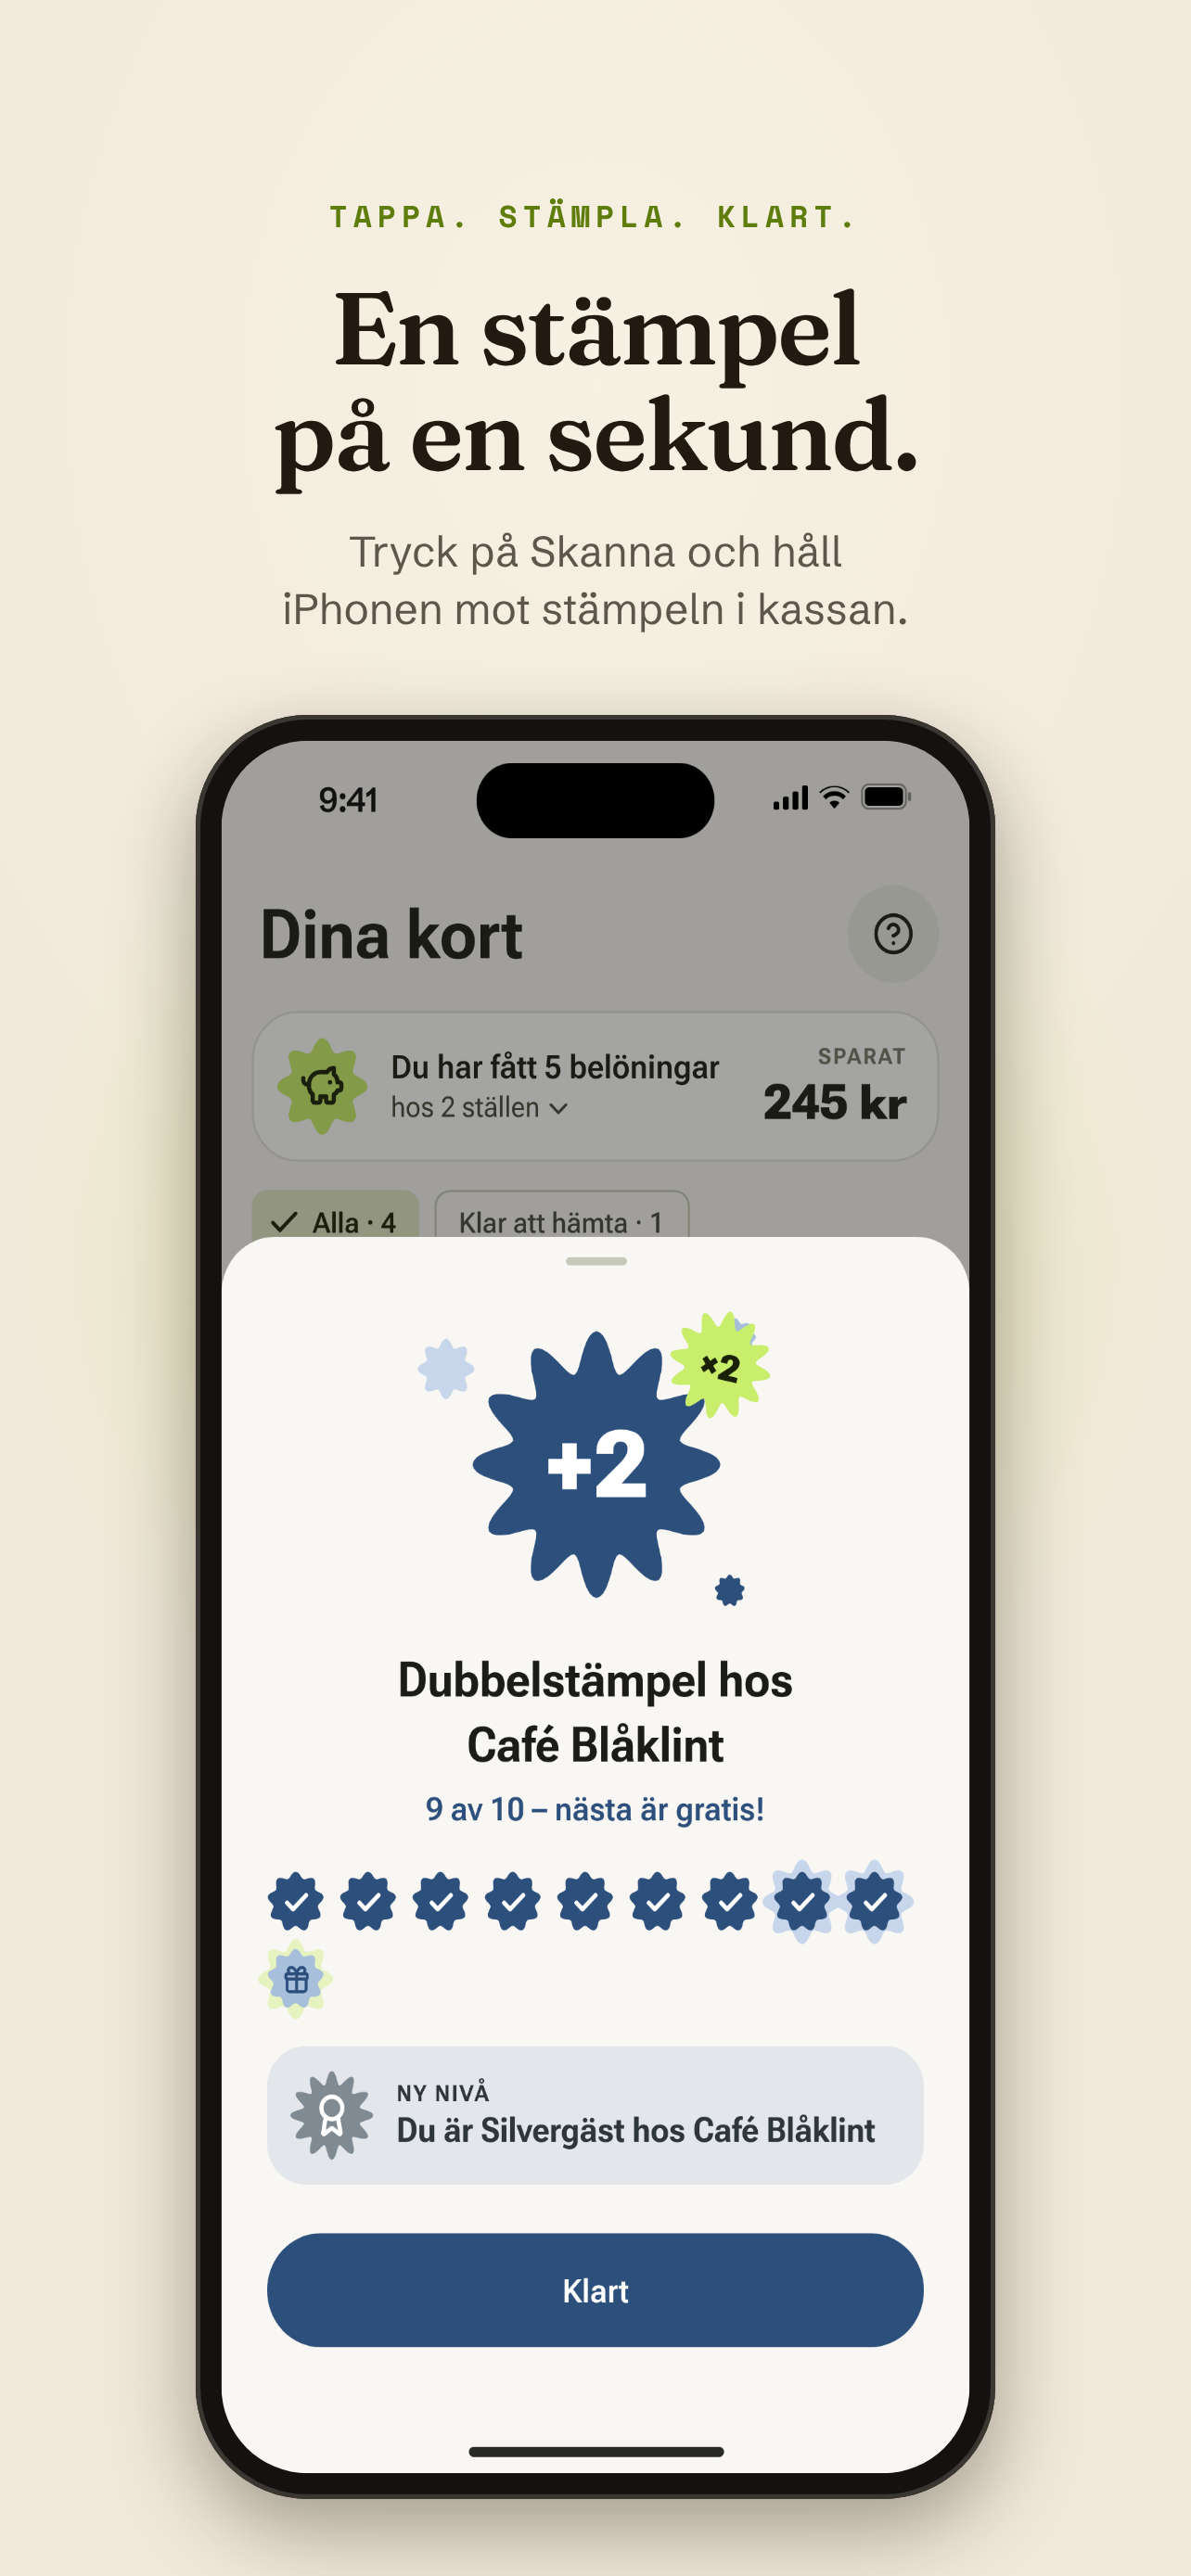 TAPPA. STÄMPLA. KLART.
En stämpel
på en sekund.
Tryck på Skanna och håll
iPhonen mot stämpeln i kassan.
9:41
Dina kort
Du har fått 5 belöningar
hos 2 ställen
SPARAT
245 kr
Alla · 4
Klar att hämta · 1
×2
+2
Dubbelstämpel hos
Café Blåklint
9 av 10 – nästa är gratis!
NY NIVÅ
Du är Silvergäst hos Café Blåklint
Klart